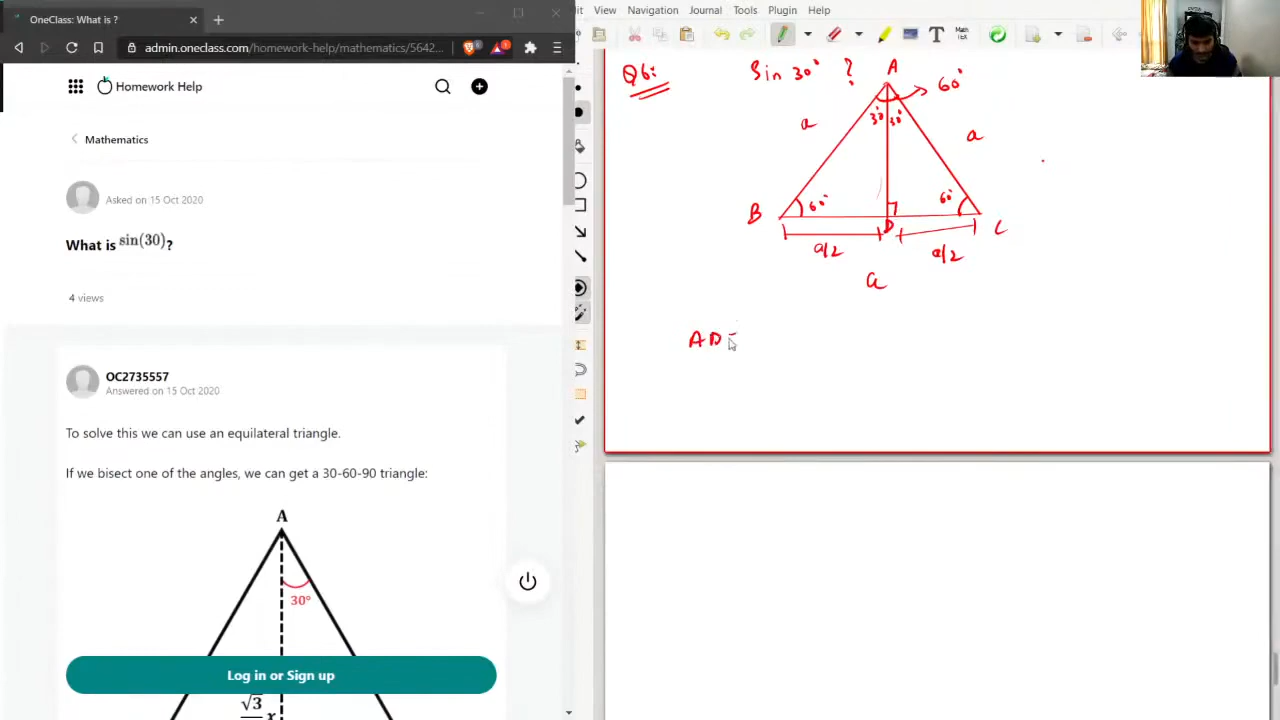 OneClass: What is ?
admin.oneclass.com/homework-help/mathematics/5642...
Homework Help
Mathematics
Asked on 15 Oct 2020
What is sin(30)?
4 views
OC2735557
Answered on 15 Oct 2020
To solve this we can use an equilateral triangle.
If we bisect one of the angles, we can get a 30-60-90 triangle:
A
30°
Log in or Sign up
√3
x
View Navigation Journal Tools Plugin Help
T
Q6:
Sin 30° ?
A
60°
30° 30°
a
a
60°
60°
B
D
C
a/2
a/2
a
AD=